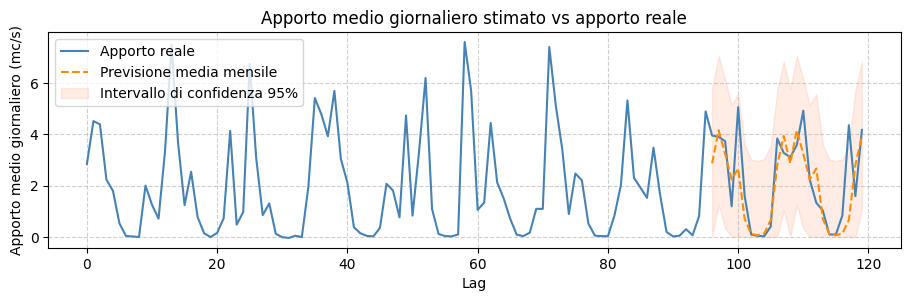 Apporto medio giornaliero stimato vs apporto reale
Apporto medio giornaliero (mc/s)
6
4
2
0
Apporto reale
Previsione media mensile
Intervallo di confidenza 95%
0 20 40 60 80 100 120
Lag